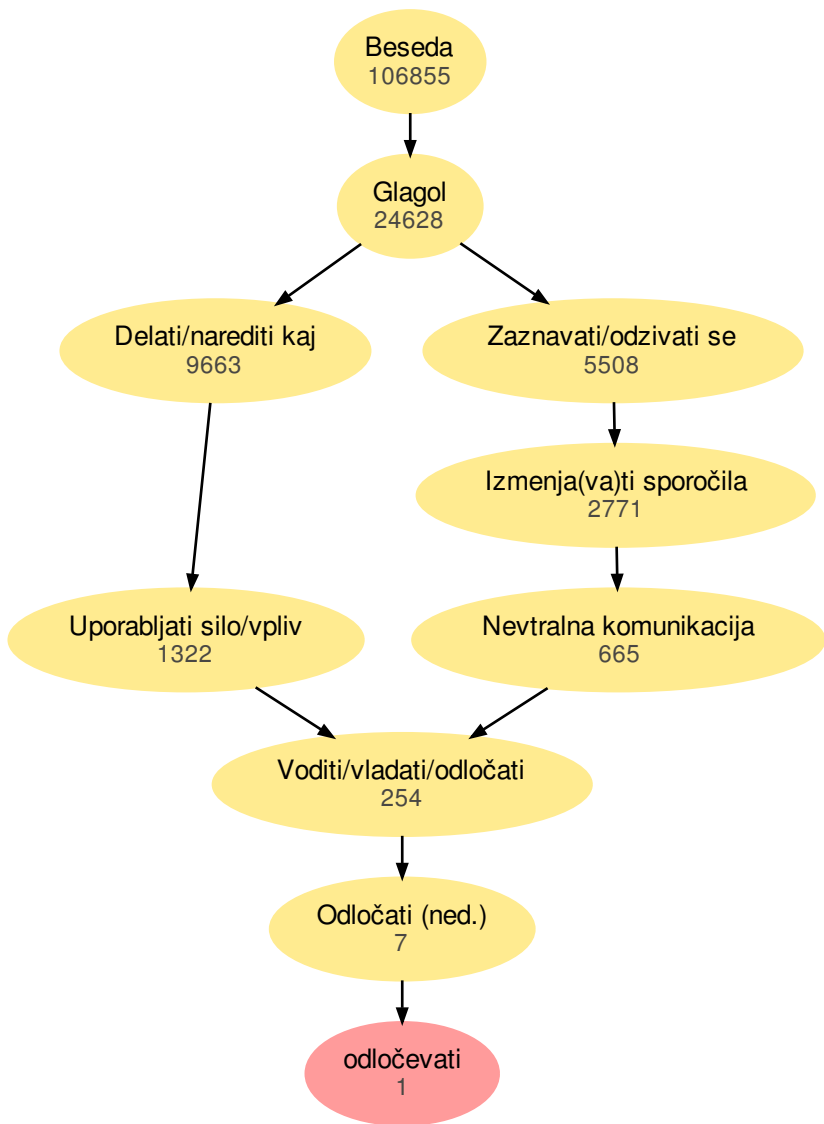 Beseda
106855
Glagol
24628
Delati/narediti kaj
9663
Zaznavati/odzivati se
5508
Izmenja(va)ti sporočila
2771
Uporabljati silo/vpliv
1322
Nevtralna komunikacija
665
Voditi/vladati/odločati
254
Odločati (ned.)
7
odločevati
1